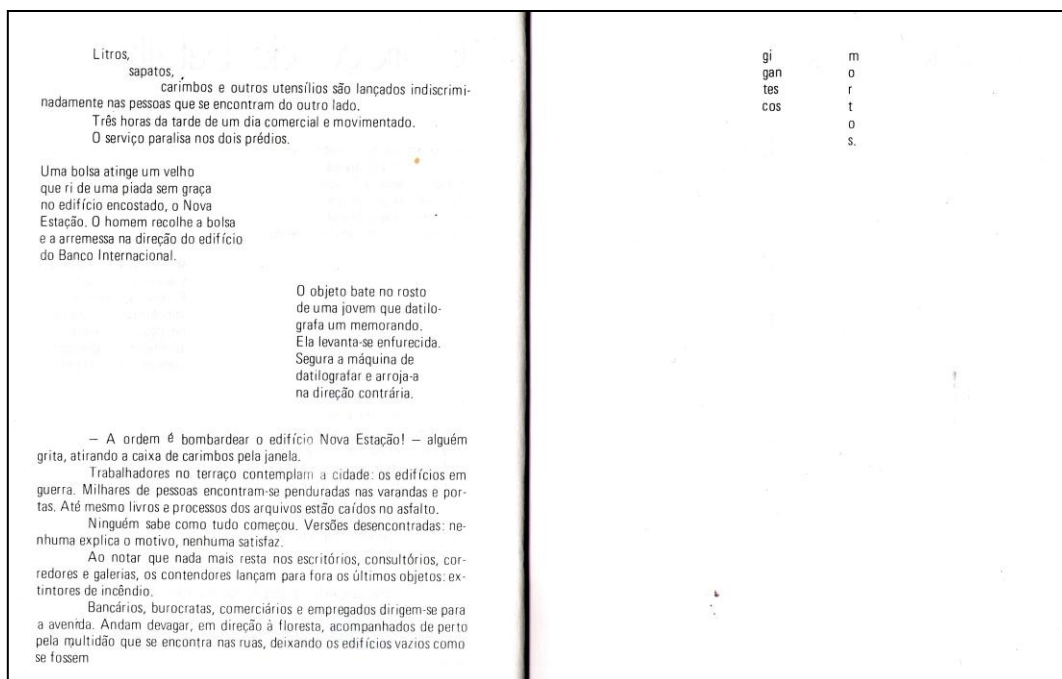 Litros,
sapatos,
carimbos e outros utensílios são lançados indiscrimi-
nadamente nas pessoas que se encontram do outro lado.
Três horas da tarde de um dia comercial e movimentado.
O serviço paralisa nos dois prédios.
Uma bolsa atinge um velho
que ri de uma piada sem graça
no edifício encostado, o Nova
Estação. O homem recolhe a bolsa
e a arremessa na direção do edifício
do Banco Internacional.
O objeto bate no rosto
de uma jovem que datilo-
grafa um memorando.
Ela levanta-se enfurecida.
Segura a máquina de
datilografar e arroja-a
na direção contrária.
— A ordem é bombardear o edifício Nova Estação! — alguém
grita, atirando a caixa de carimbos pela janela.
Trabalhadores no terraço contemplam a cidade: os edifícios em
guerra. Milhares de pessoas encontram-se penduradas nas varandas e por-
tas. Até mesmo livros e processos dos arquivos estão caídos no asfalto.
Ninguém sabe como tudo começou. Versões desencontradas: ne-
nhuma explica o motivo, nenhuma satisfaz.
Ao notar que nada mais resta nos escritórios, consultórios, cor-
redores e galerias, os contendores lançam para fora os últimos objetos: ex-
tintores de incêndio.
Bancários, burocratas, comerciários e empregados dirigem-se para
a avenida. Andam devagar, em direção à floresta, acompanhados de perto
pela multidão que se encontra nas ruas, deixando os edifícios vazios como
se fossem
gi
gan
tes
cos
m
o
r
t
o
s.